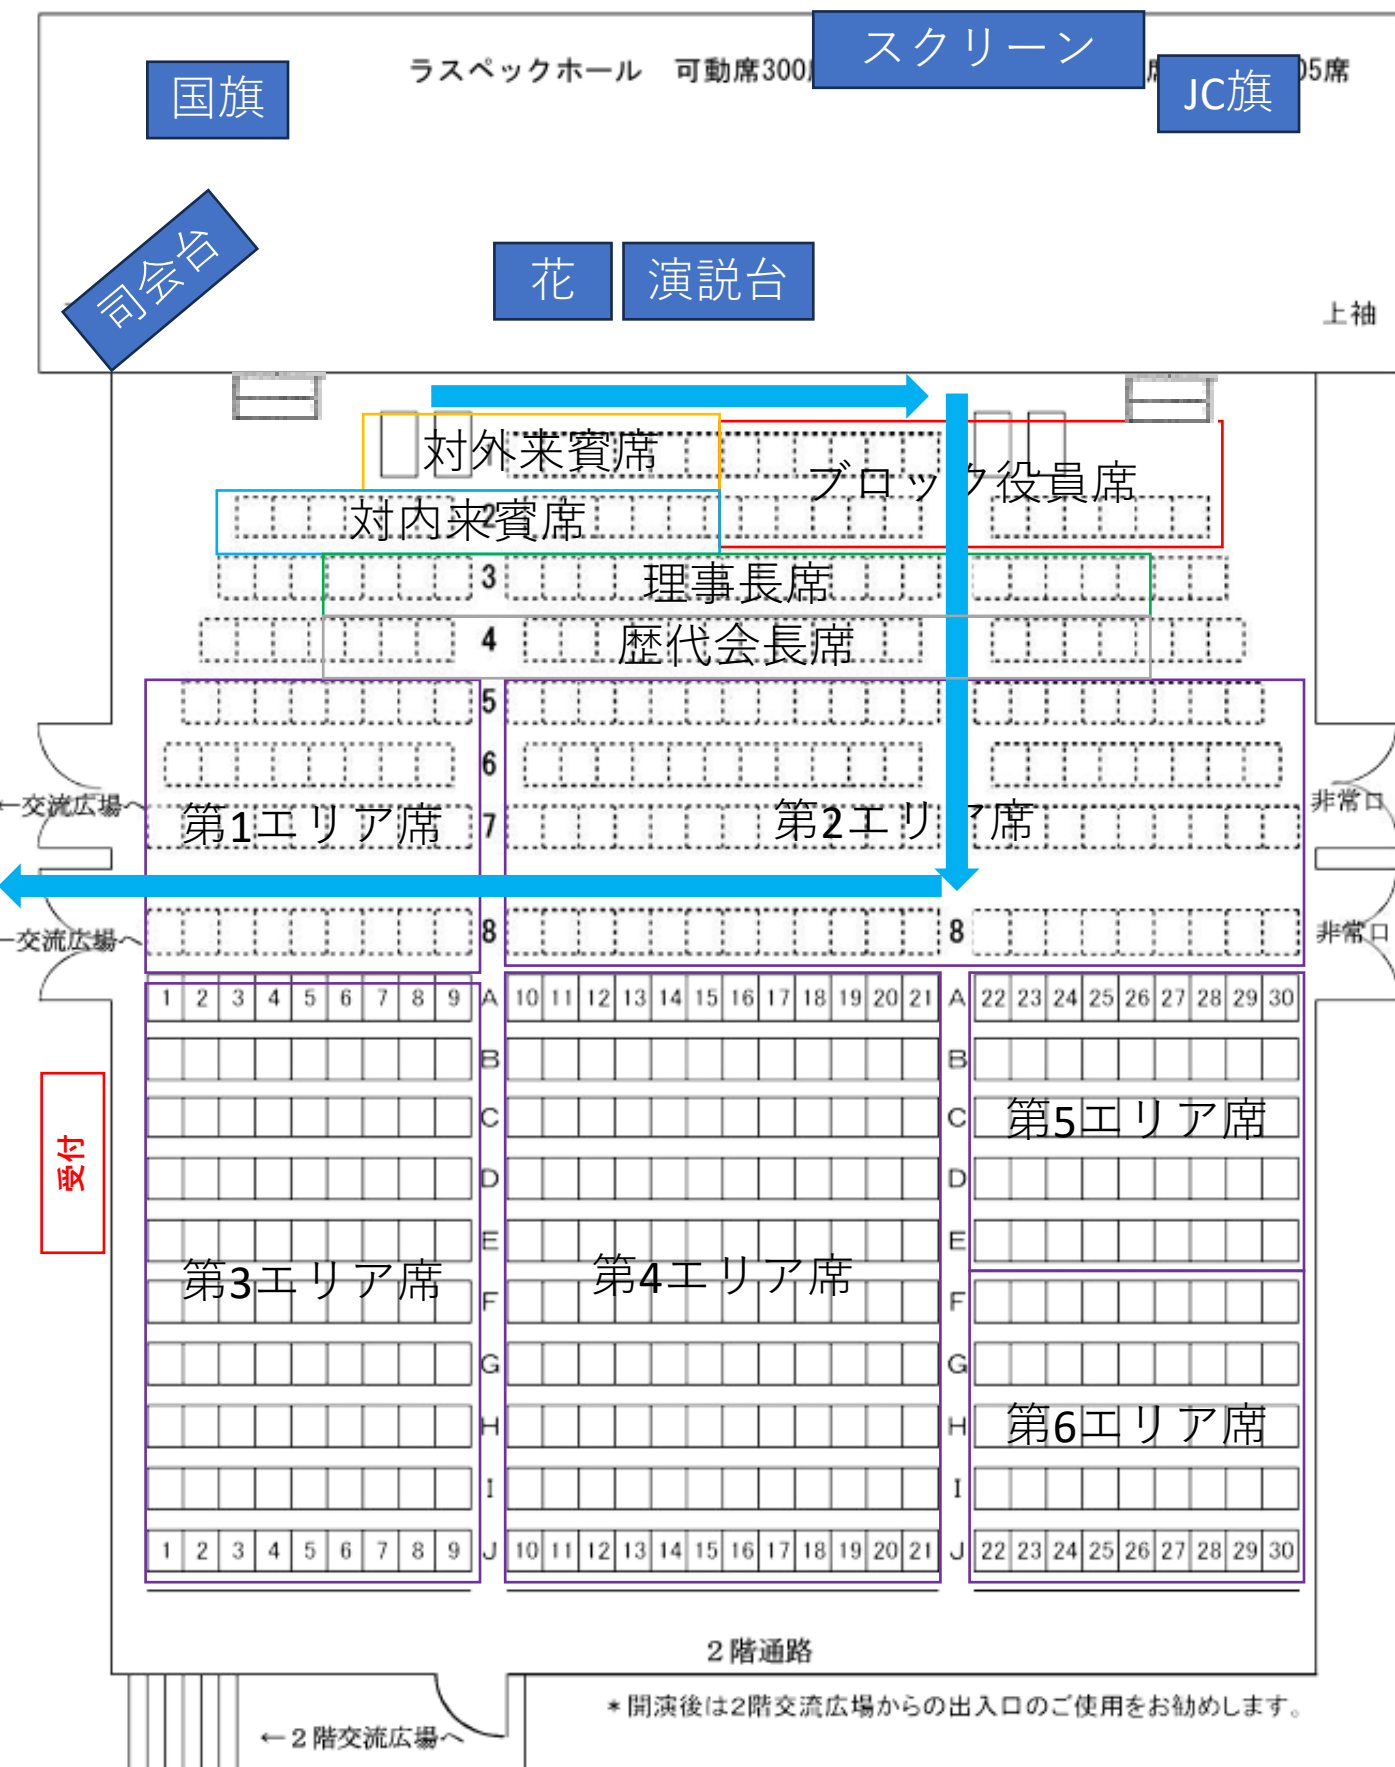 スクリーン
ラスペックホール 可動席300
05席
国旗
JC旗
司会台
花
演説台
上袖
対外来賓席
ブロック役員席
対内来賓席
2
3
理事長席
4
歴代会長席
5
6
←交流広場へ
第1エリア席
7
第2エリア席
非常口
←交流広場へ
8
8
非常口
1 2 3 4 5 6 7 8 9 A 10 11 12 13 14 15 16 17 18 19 20 21 A 22 23 24 25 26 27 28 29 30
B B
C C
第5エリア席
受付
D D
E E
第3エリア席
第4エリア席
F F
G G
H H
第6エリア席
I I
1 2 3 4 5 6 7 8 9 J 10 11 12 13 14 15 16 17 18 19 20 21 J 22 23 24 25 26 27 28 29 30
2階通路
*開演後は2階交流広場からの出入口のご使用をお勧めします。
←2階交流広場へ